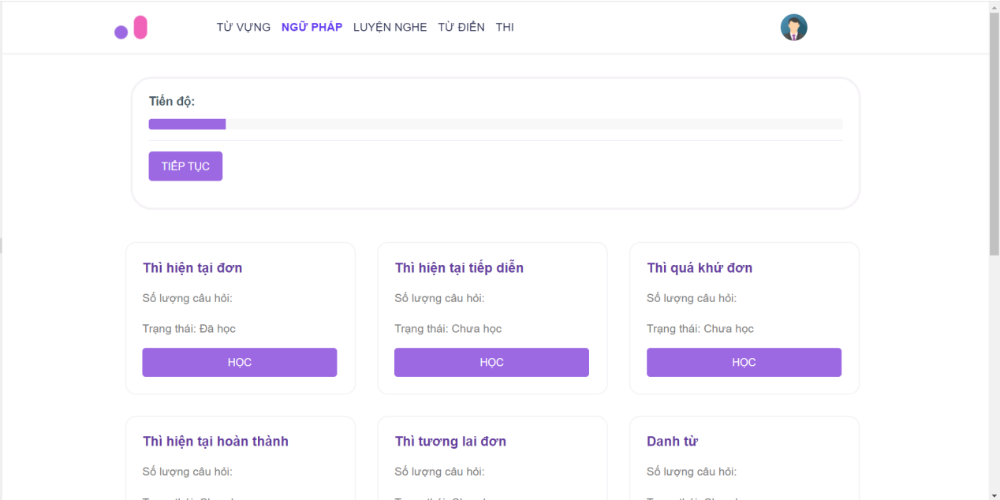 TỪ VỰNG NGỮ PHÁP LUYỆN NGHE TỪ ĐIỂN THI
Tiến độ:
TIẾP TỤC
Thì hiện tại đơn
Số lượng câu hỏi:
Trạng thái: Đã học
HỌC
Thì hiện tại tiếp diễn
Số lượng câu hỏi:
Trạng thái: Chưa học
HỌC
Thì quá khứ đơn
Số lượng câu hỏi:
Trạng thái: Chưa học
HỌC
Thì hiện tại hoàn thành
Số lượng câu hỏi:
Thì tương lai đơn
Số lượng câu hỏi:
Danh từ
Số lượng câu hỏi: